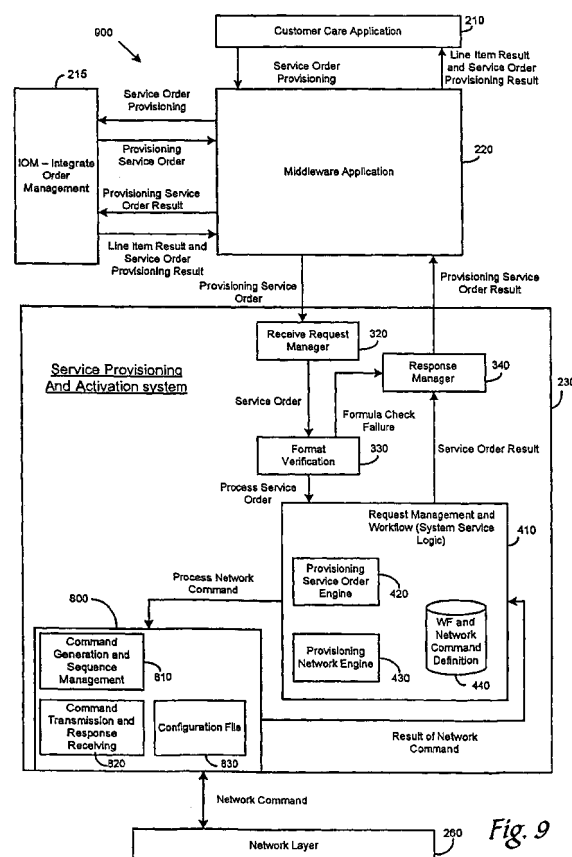 900
210
Customer Care Application
215
Service Order
Provisioning
Line Item Result
and Service Order
Provisioning Result
Service Order
Provisioning
Provisioning
Service Order
220
IOM – Integrate
Order
Management
Middleware Application
Provisioning Service
Order Result
Line Item Result and
Service Order
Provisioning Result
Provisioning Service
Order
Provisioning Service
Order Result
Receive Request
Manager
320
Service Provisioning
And Activation system
Response
Manager
340
230
Service Order
Formula Check
Failure
Format
Verification
330
Service Order Result
Process Service
Order
Request Management and
Workflow (System Service
Logic)
410
Provisioning
Service Order
Engine
420
Process Network
Command
800
Command
Generation and
Sequence
Management
810
Provisioning
Network Engine
430
WF and
Network
Command
Definition
440
Command
Transmission and
Response
Receiving
820
Configuration File
830
Result of Network
Command
Network Command
Fig. 9
Network Layer
260